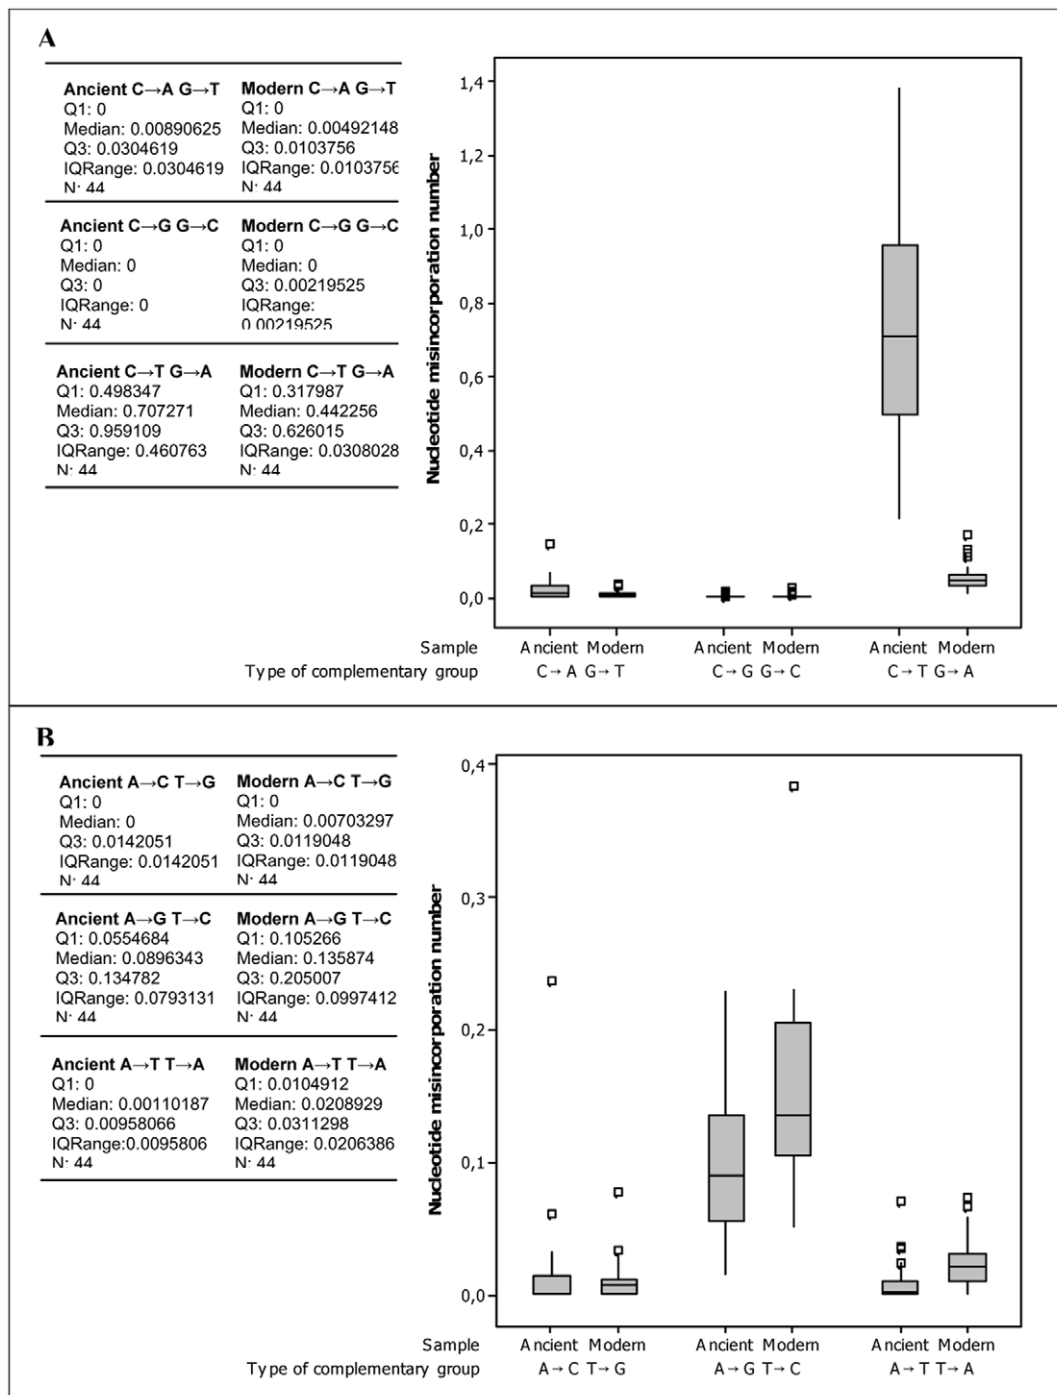 A
Ancient C→A G→T
Q1: 0
Median: 0.00890625
Q3: 0.0304619
IQRange: 0.0304619
N: 44
Modern C→A G→T
Q1: 0
Median: 0.00492148
Q3: 0.0103756
IQRange: 0.0103756
N: 44
Ancient C→G G→C
Q1: 0
Median: 0
Q3: 0
IQRange: 0
N: 44
Modern C→G G→C
Q1: 0
Median: 0
Q3: 0.00219525
IQRange:
0.00219525
N: 44
Ancient C→T G→A
Q1: 0.498347
Median: 0.707271
Q3: 0.959109
IQRange: 0.460763
N: 44
Modern C→T G→A
Q1: 0.317987
Median: 0.442256
Q3: 0.626015
IQRange: 0.0308028
N: 44
Nucleotide misincorporation number
1,4
1,2
1,0
0,8
0,6
0,4
0,2
0,0
Sample Ancient Modern Ancient Modern Ancient Modern
Type of complementary group C→A G→T C→G G→C C→T G→A
B
Ancient A→C T→G
Q1: 0
Median: 0
Q3: 0.0142051
IQRange: 0.0142051
N: 44
Modern A→C T→G
Q1: 0
Median: 0.00703297
Q3: 0.0119048
IQRange: 0.0119048
N: 44
Ancient A→G T→C
Q1: 0.0554684
Median: 0.0896343
Q3: 0.134782
IQRange: 0.0793131
N: 44
Modern A→G T→C
Q1: 0.105266
Median: 0.135874
Q3: 0.205007
IQRange: 0.0997412
N: 44
Ancient A→T T→A
Q1: 0
Median: 0.00110187
Q3: 0.00958066
IQRange:0.0095806
N: 44
Modern A→T T→A
Q1: 0.0104912
Median: 0.0208929
Q3: 0.0311298
IQRange: 0.0206386
N: 44
Nucleotide misincorporation number
0,4
0,3
0,2
0,1
0,0
Sample Ancient Modern Ancient Modern Ancient Modern
Type of complementary group A→C T→G A→G T→C A→T T→A